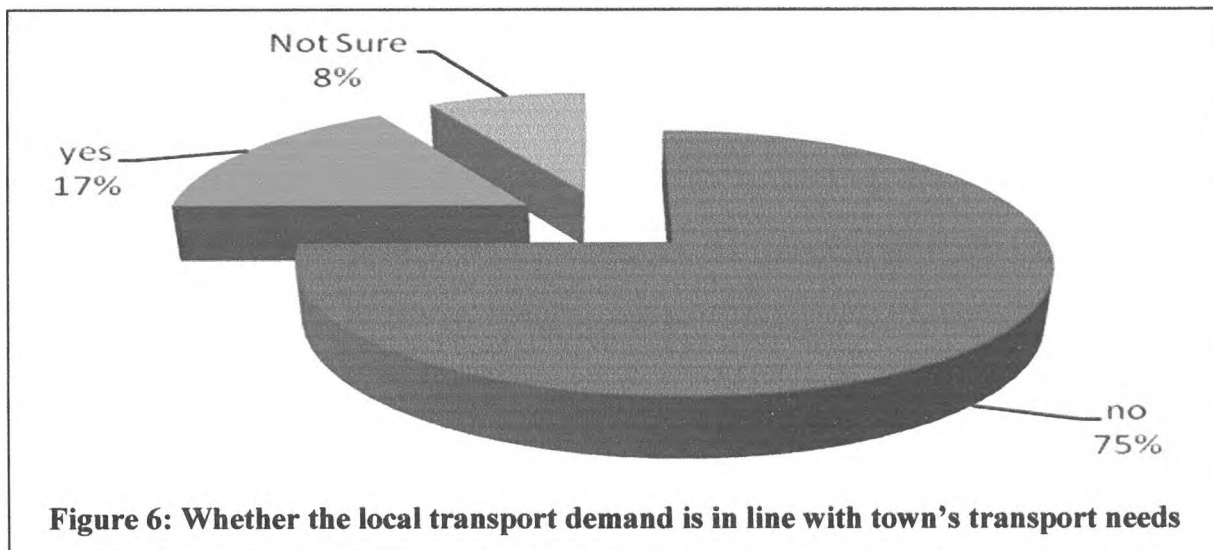 Not Sure
8%
yes
17%
no
75%
Figure 6: Whether the local transport demand is in line with town's transport needs